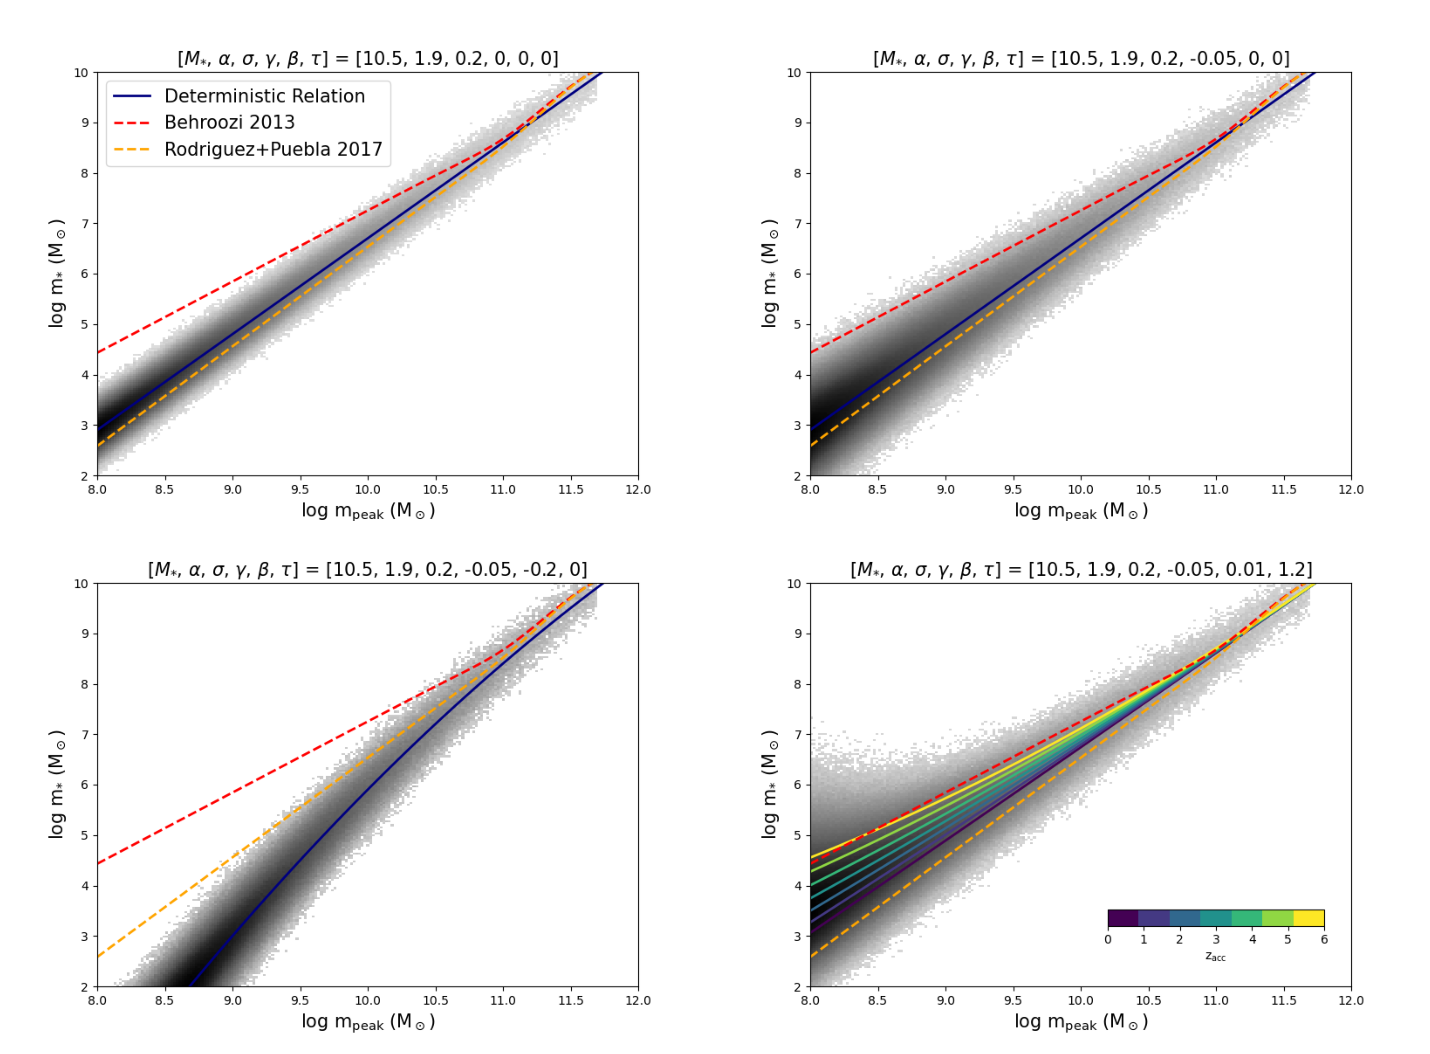 [M*, α, σ, γ, β, τ] = [10.5, 1.9, 0.2, 0, 0, 0]
10
9
8
7
6
5
4
3
2
log m* (M⊙)
Deterministic Relation
Behroozi 2013
Rodriguez+Puebla 2017
8.0 8.5 9.0 9.5 10.0 10.5 11.0 11.5 12.0
log mpeak (M⊙)
[M*, α, σ, γ, β, τ] = [10.5, 1.9, 0.2, -0.05, 0, 0]
10
9
8
7
6
5
4
3
2
log m* (M⊙)
8.0 8.5 9.0 9.5 10.0 10.5 11.0 11.5 12.0
log mpeak (M⊙)
[M*, α, σ, γ, β, τ] = [10.5, 1.9, 0.2, -0.05, -0.2, 0]
10
9
8
7
6
5
4
3
2
log m* (M⊙)
8.0 8.5 9.0 9.5 10.0 10.5 11.0 11.5 12.0
log mpeak (M⊙)
[M*, α, σ, γ, β, τ] = [10.5, 1.9, 0.2, -0.05, 0.01, 1.2]
10
9
8
7
6
5
4
3
2
log m* (M⊙)
0 1 2 3 4 5 6
zacc
8.0 8.5 9.0 9.5 10.0 10.5 11.0 11.5 12.0
log mpeak (M⊙)